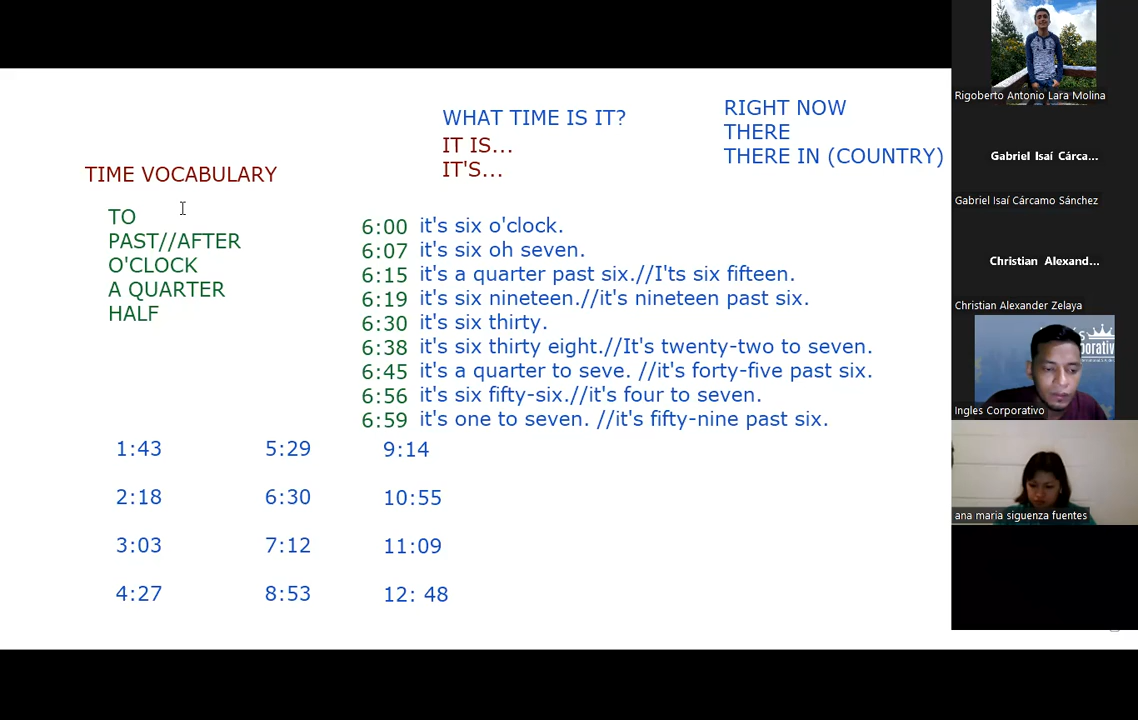 WHAT TIME IS IT?
IT IS...
IT'S...
RIGHT NOW
THERE
THERE IN (COUNTRY)
TIME VOCABULARY
TO
PAST//AFTER
O'CLOCK
A QUARTER
HALF
6:00 it's six o'clock.
6:07 it's six oh seven.
6:15 it's a quarter past six.//I'ts six fifteen.
6:19 it's six nineteen.//it's nineteen past six.
6:30 it's six thirty.
6:38 it's six thirty eight.//It's twenty-two to seven.
6:45 it's a quarter to seve. //it's forty-five past six.
6:56 it's six fifty-six.//it's four to seven.
6:59 it's one to seven. //it's fifty-nine past six.
1:43 5:29 9:14
2:18 6:30 10:55
3:03 7:12 11:09
4:27 8:53 12: 48
Rigoberto Antonio Lara Molina
Gabriel Isaí Cárca...
Gabriel Isaí Cárcamo Sánchez
Christian Alexand...
Christian Alexander Zelaya
Ingles Corporativo
ana maria siguenza fuentes